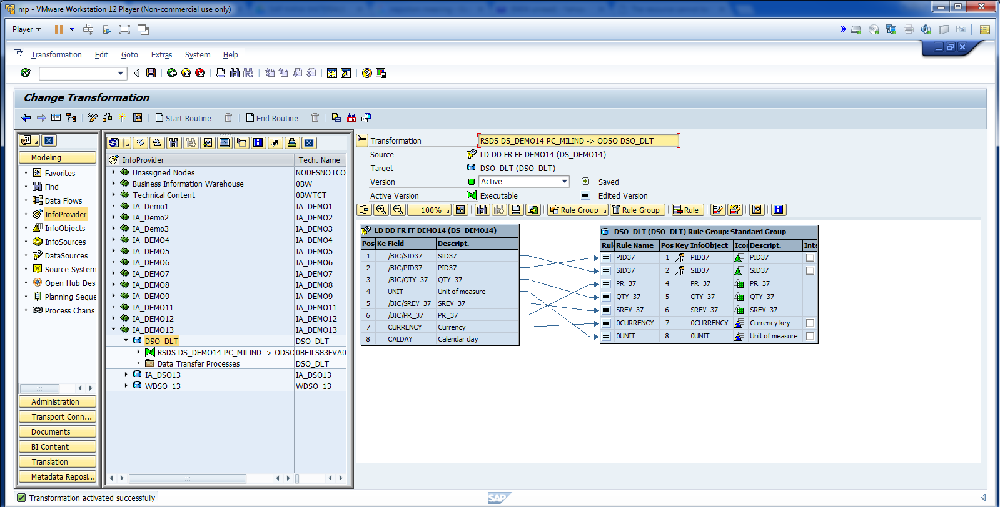 mp - VMware Workstation 12 Player (Non-commercial use only)
Player
Transformation Edit Goto Extras System Help
Change Transformation
Start Routine End Routine
Modeling
Favorites
Find
Data Flows
InfoProvider
InfoObjects
InfoSources
DataSources
Source System
Open Hub Dest
Planning Seque
Process Chains
Administration
Transport Conn...
Documents
BI Content
Translation
Metadata Reposi...
InfoProvider Tech. Name
Unassigned Nodes NODESNOTCO
Business Information Warehouse 0BW
Technical Content 0BWTCT
IA_Demo1 IA_DEMO1
IA_Demo2 IA_DEMO2
IA_Demo3 IA_DEMO3
IA_DEMO4 IA_DEMO4
IA_DEMO5 IA_DEMO5
IA_DEMO6 IA_DEMO6
IA_DEMO7 IA_DEMO7
IA_DEMO8 IA_DEMO8
IA_DEMO9 IA_DEMO9
IA_DEMO11 IA_DEMO11
IA_DEMO12 IA_DEMO12
IA_DEMO13 IA_DEMO13
DSO_DLT DSO_DLT
RSDS DS_DEMO14 PC_MILIND -> ODSO 0BEILS83FVA0
Data Transfer Processes DSO_DLT
IA_DSO13 IA_DSO13
WDSO_13 WDSO_13
Transformation RSDS DS_DEMO14 PC_MILIND -> ODSO DSO_DLT
Source LD DD FR FF DEMO14 (DS_DEMO14)
Target DSO_DLT (DSO_DLT)
Version Active Saved
Active Version Executable Edited Version
100% Rule Group Rule Group Rule
LD DD FR FF DEMO14 (DS_DEMO14)
Pos Ke Field Descript.
1 /BIC/SID37 SID37
2 /BIC/PID37 PID37
3 /BIC/QTY_37 QTY_37
4 UNIT Unit of measure
5 /BIC/SREV_37 SREV_37
6 /BIC/PR_37 PR_37
7 CURRENCY Currency
8 CALDAY Calendar day
DSO_DLT (DSO_DLT) Rule Group: Standard Group
Rul Rule Name Pos Key InfoObject Icon Descript. Inte
PID37 1 PID37 PID37
SID37 2 SID37 SID37
PR_37 4 PR_37 PR_37
QTY_37 5 QTY_37 QTY_37
SREV_37 6 SREV_37 SREV_37
0CURRENCY 7 0CURRENCY Currency key
0UNIT 8 0UNIT Unit of measure
Transformation activated successfully
SAP